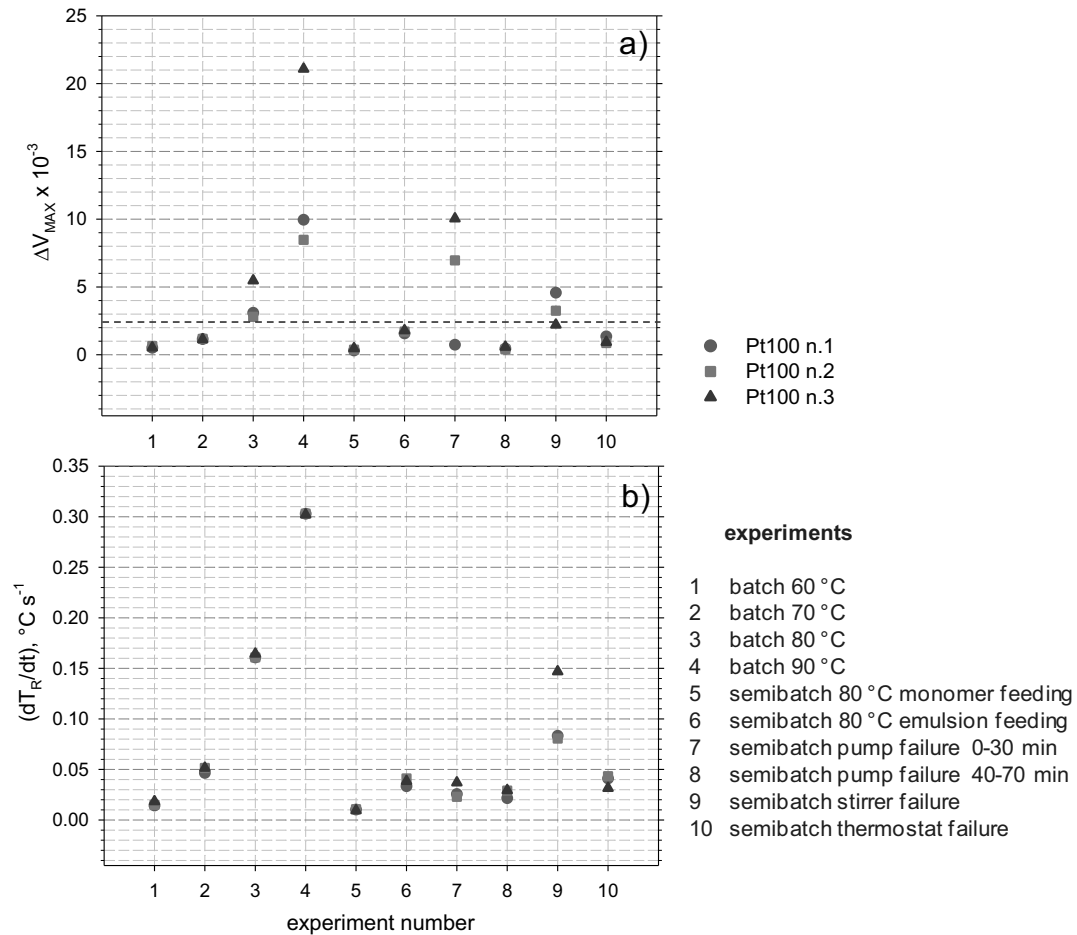 25
20
15
10
5
0
a)
ΔV_MAX x 10^-3
1 2 3 4 5 6 7 8 9 10
Pt100 n.1
Pt100 n.2
Pt100 n.3
0.35
0.30
0.25
0.20
0.15
0.10
0.05
0.00
b)
(dT_R/dt), °C s^-1
1 2 3 4 5 6 7 8 9 10
experiment number
experiments
1 batch 60 °C
2 batch 70 °C
3 batch 80 °C
4 batch 90 °C
5 semibatch 80 °C monomer feeding
6 semibatch 80 °C emulsion feeding
7 semibatch pump failure 0-30 min
8 semibatch pump failure 40-70 min
9 semibatch stirrer failure
10 semibatch thermostat failure